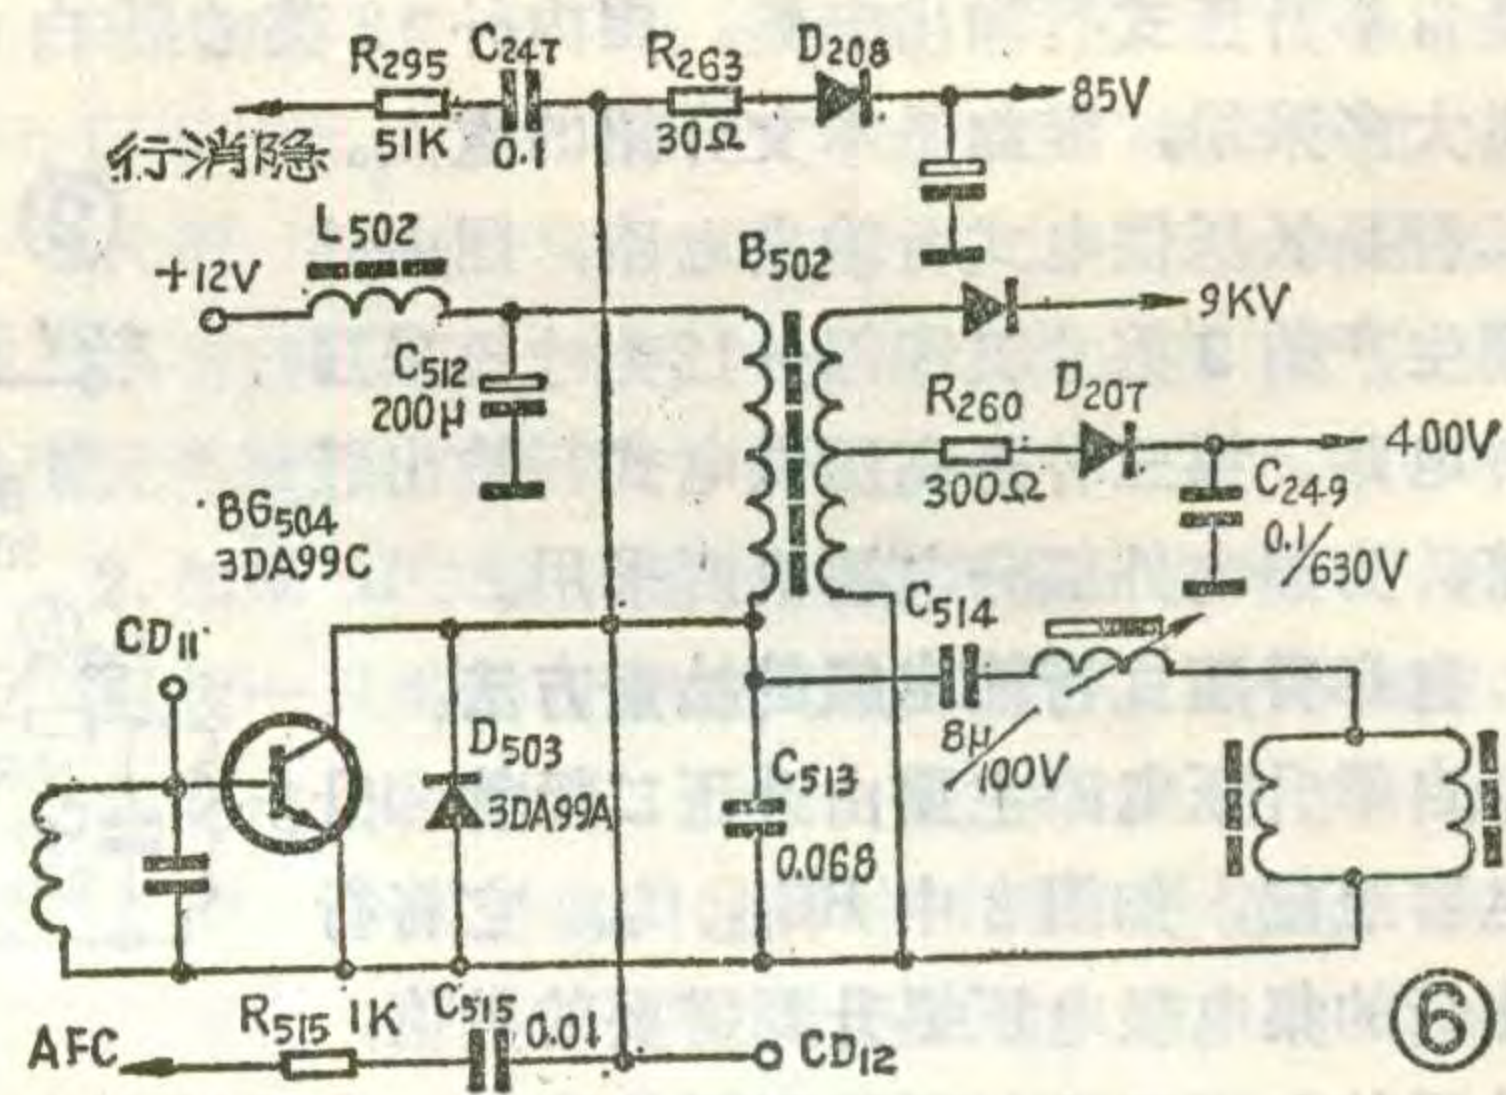 R295
C247
R263
D208
85V
行消隐
51K
0.1
30Ω
L502
+12V
B502
9KV
C512
200μ
R260
D207
400V
300Ω
C249
0.1/630V
BG504
3DA99C
CD11
C514
8μ/100V
D503
3DA99A
C513
0.068
AFC
R515 1K
C515 0.01
CD12
6